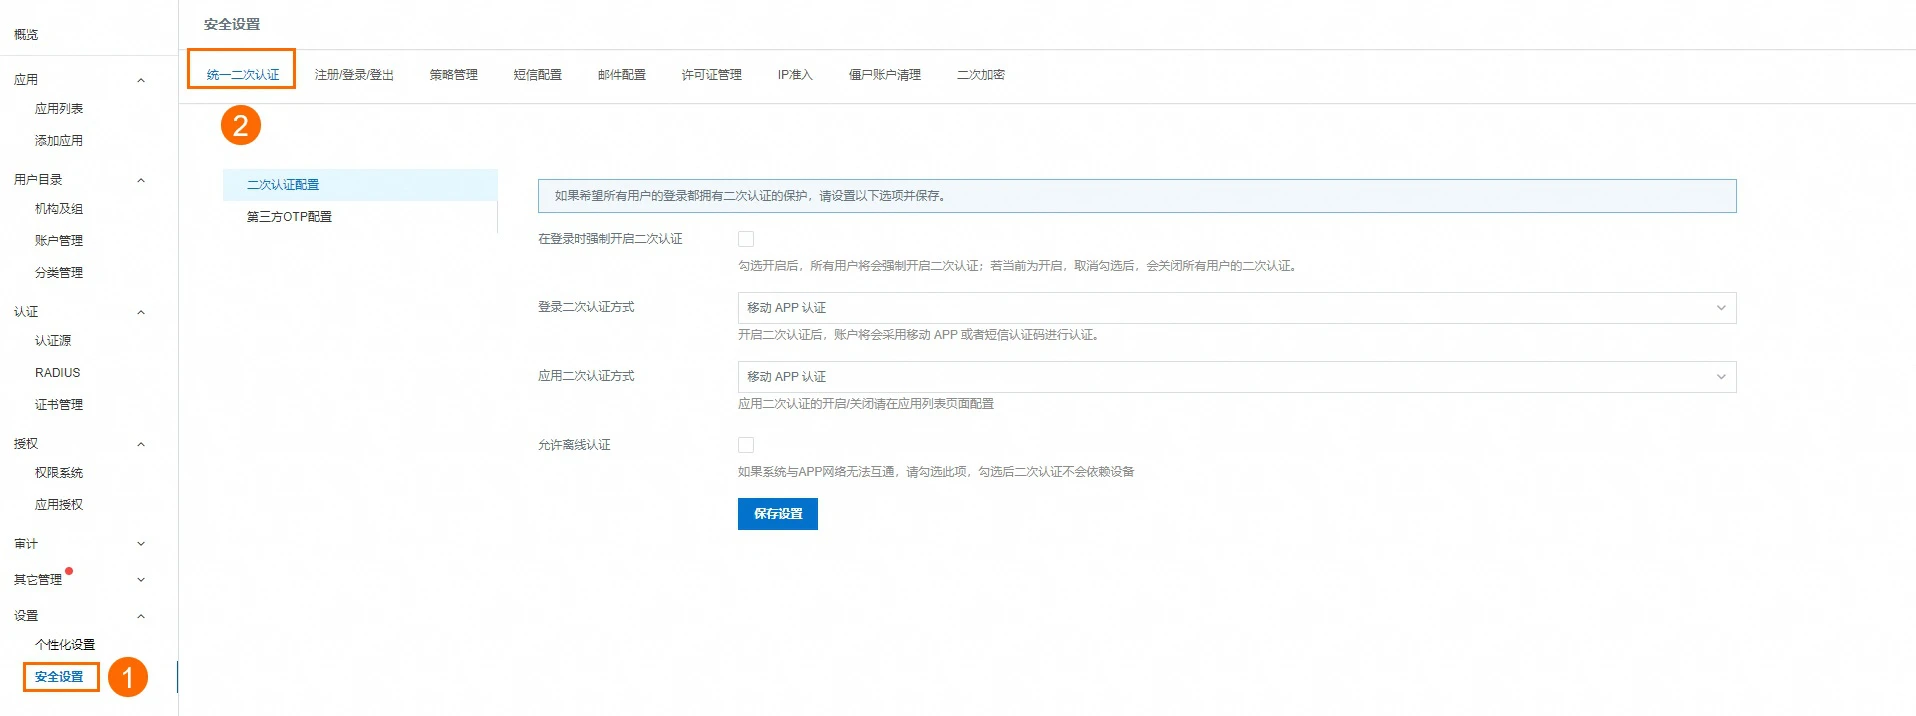 概览
应用
应用列表
添加应用
用户目录
机构及组
账户管理
分类管理
认证
认证源
RADIUS
证书管理
授权
权限系统
应用授权
审计
其它管理
设置
个性化设置
安全设置
1
安全设置
统一二次认证 注册/登录/登出 策略管理 短信配置 邮件配置 许可证管理 IP准入 僵尸账户清理 二次加密
2
二次认证配置
第三方OTP配置
如果希望所有用户的登录都拥有二次认证的保护，请设置以下选项并保存。
在登录时强制开启二次认证
勾选开启后，所有用户将会强制开启二次认证；若当前为开启，取消勾选后，会关闭所有用户的二次认证。
登录二次认证方式 移动 APP 认证
开启二次认证后，账户将会采用移动 APP 或者短信认证码进行认证。
应用二次认证方式 移动 APP 认证
应用二次认证的开启/关闭请在应用列表页面配置
允许离线认证
如果系统与APP网络无法互通，请勾选此项，勾选后二次认证不会依赖设备
保存设置